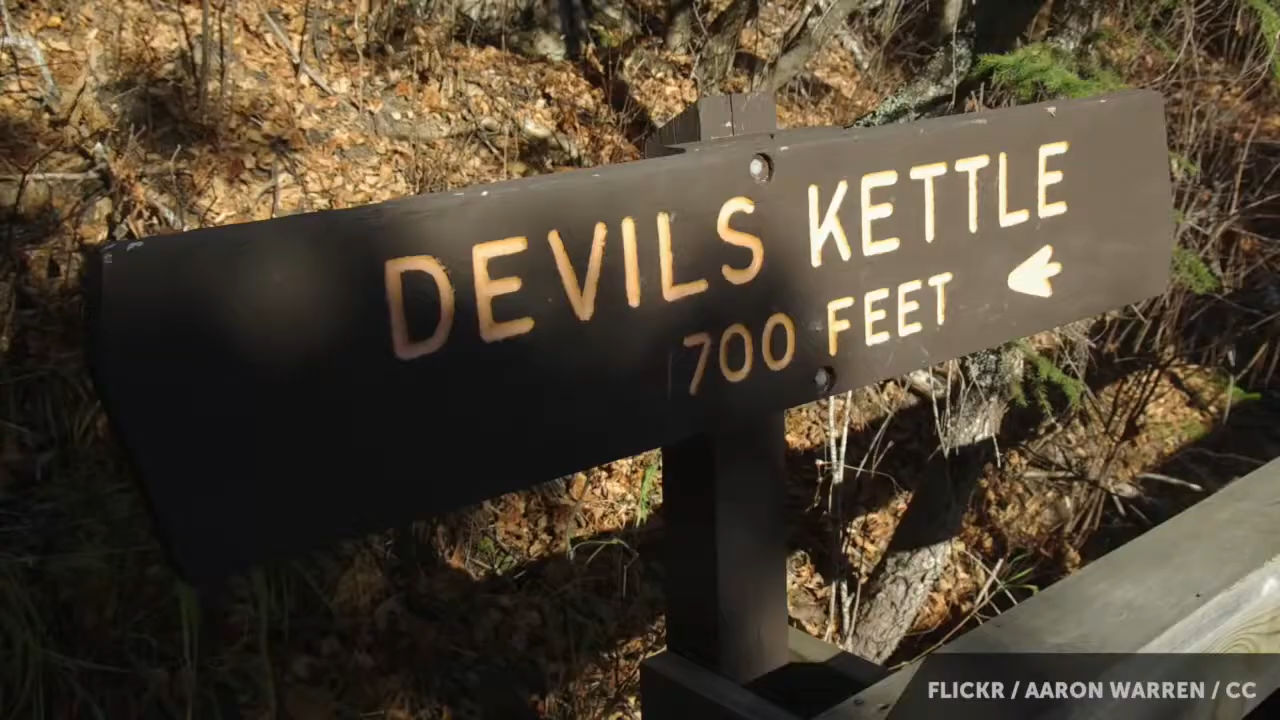 DEVILS KETTLE
700 FEET
FLICKR / AARON WARREN / CC